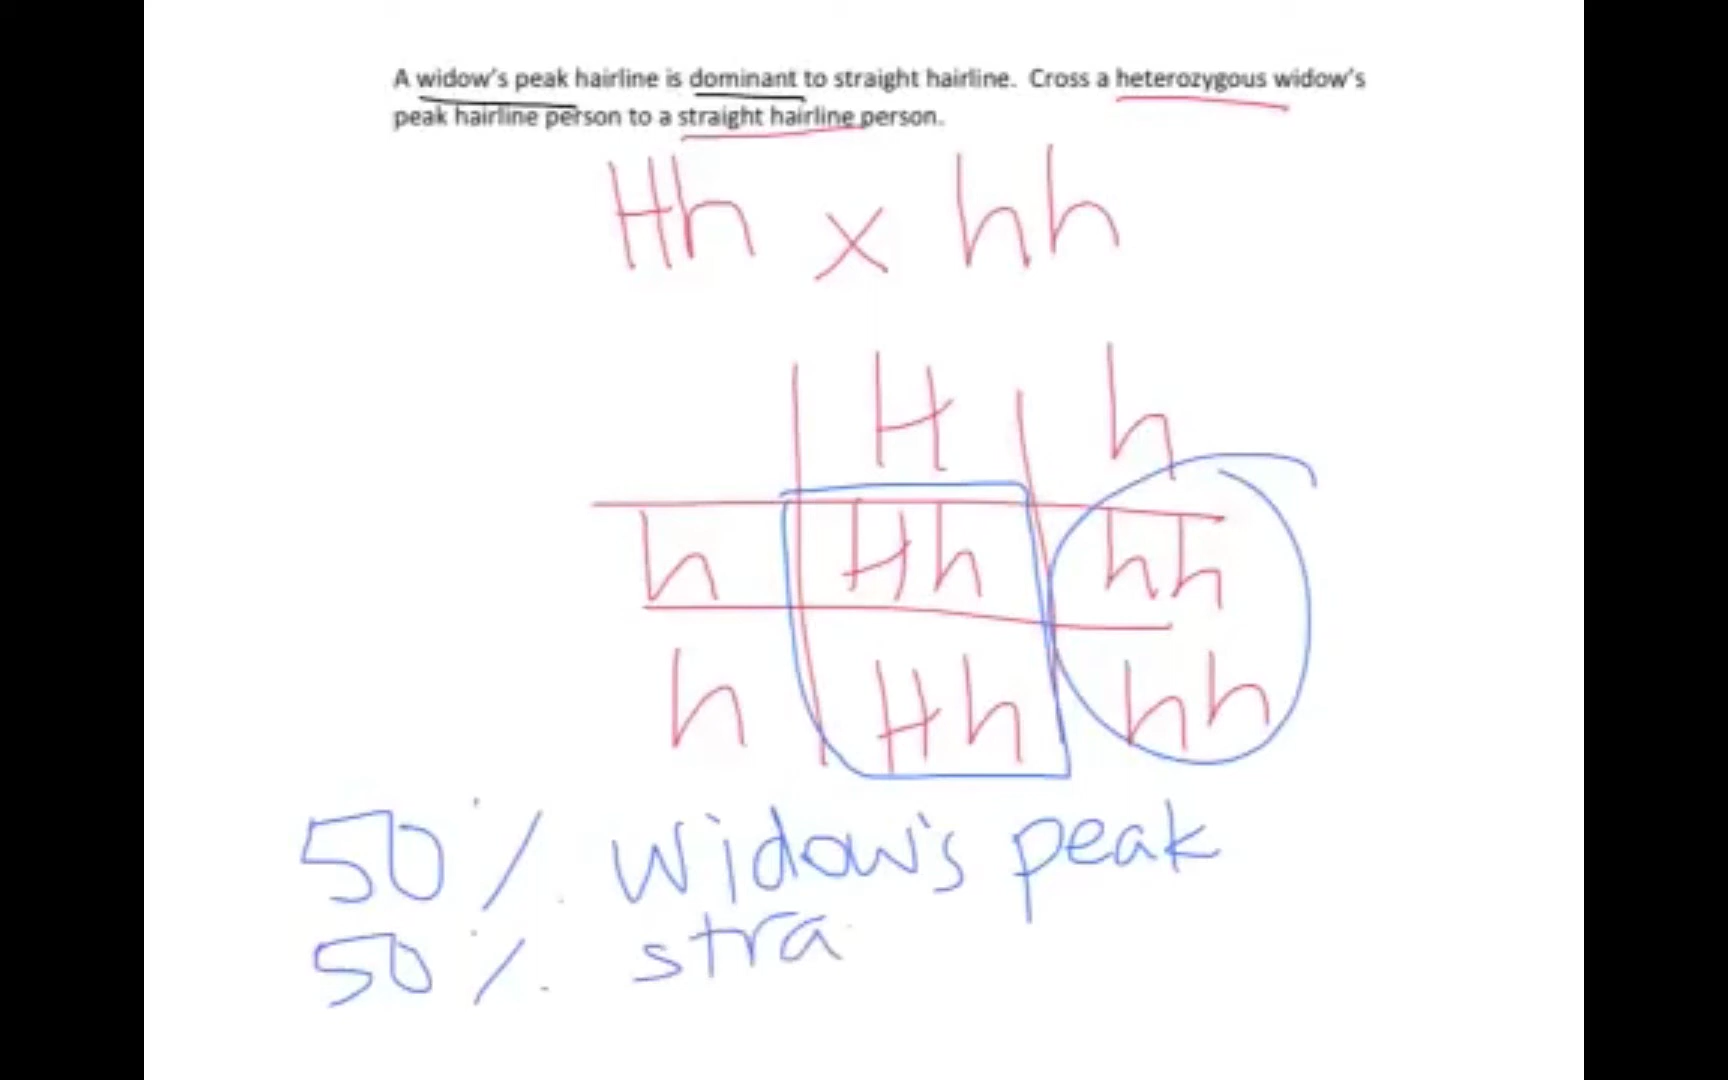 A widow's peak hairline is dominant to straight hairline. Cross a heterozygous widow's
peak hairline person to a straight hairline person.
Hh x hh
H h
h Hh hh
h Hh hh
50% widow's peak
50% stra